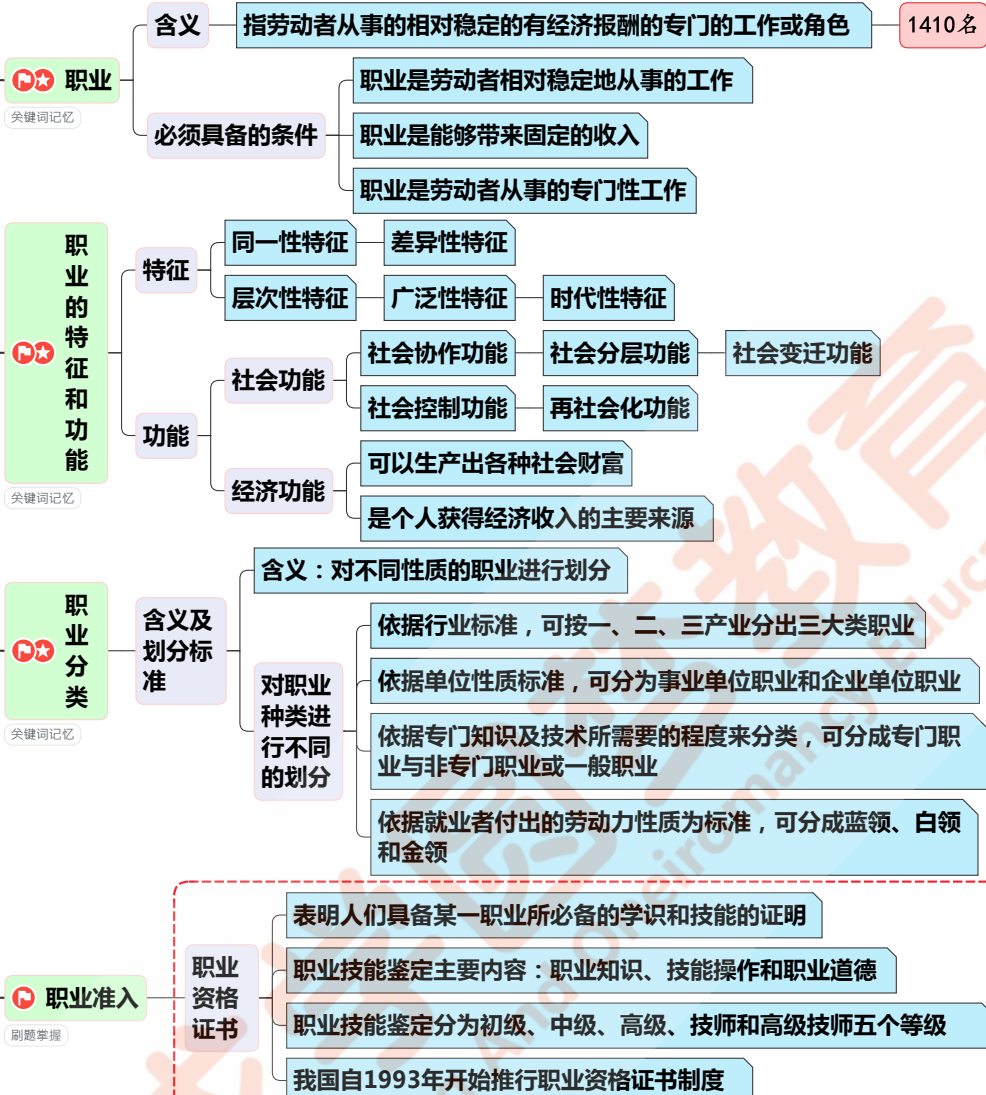 含义
指劳动者从事的相对稳定的有经济报酬的专门的工作或角色
1410名
职业
关键词记忆
必须具备的条件
职业是劳动者相对稳定地从事的工作
职业是能够带来固定的收入
职业是劳动者从事的专门性工作
职业的特征和功能
关键词记忆
特征
同一性特征
差异性特征
层次性特征
广泛性特征
时代性特征
功能
社会功能
社会协作功能
社会分层功能
社会变迁功能
社会控制功能
再社会化功能
经济功能
可以生产出各种社会财富
是个人获得经济收入的主要来源
职业分类
关键词记忆
含义及
划分标
准
含义：对不同性质的职业进行划分
对职业
种类进
行不同
的划分
依据行业标准，可按一、二、三产业分出三大类职业
依据单位性质标准，可分为事业单位职业和企业单位职业
依据专门知识及技术所需要的程度来分类，可分成专门职
业与非专门职业或一般职业
依据就业者付出的劳动力性质为标准，可分成蓝领、白领
和金领
职业准入
刷题掌握
职业
资格
证书
表明人们具备某一职业所必备的学识和技能的证明
职业技能鉴定主要内容：职业知识、技能操作和职业道德
职业技能鉴定分为初级、中级、高级、技师和高级技师五个等级
我国自1993年开始推行职业资格证书制度
学圆梦教育
And Oneiromancy Educa